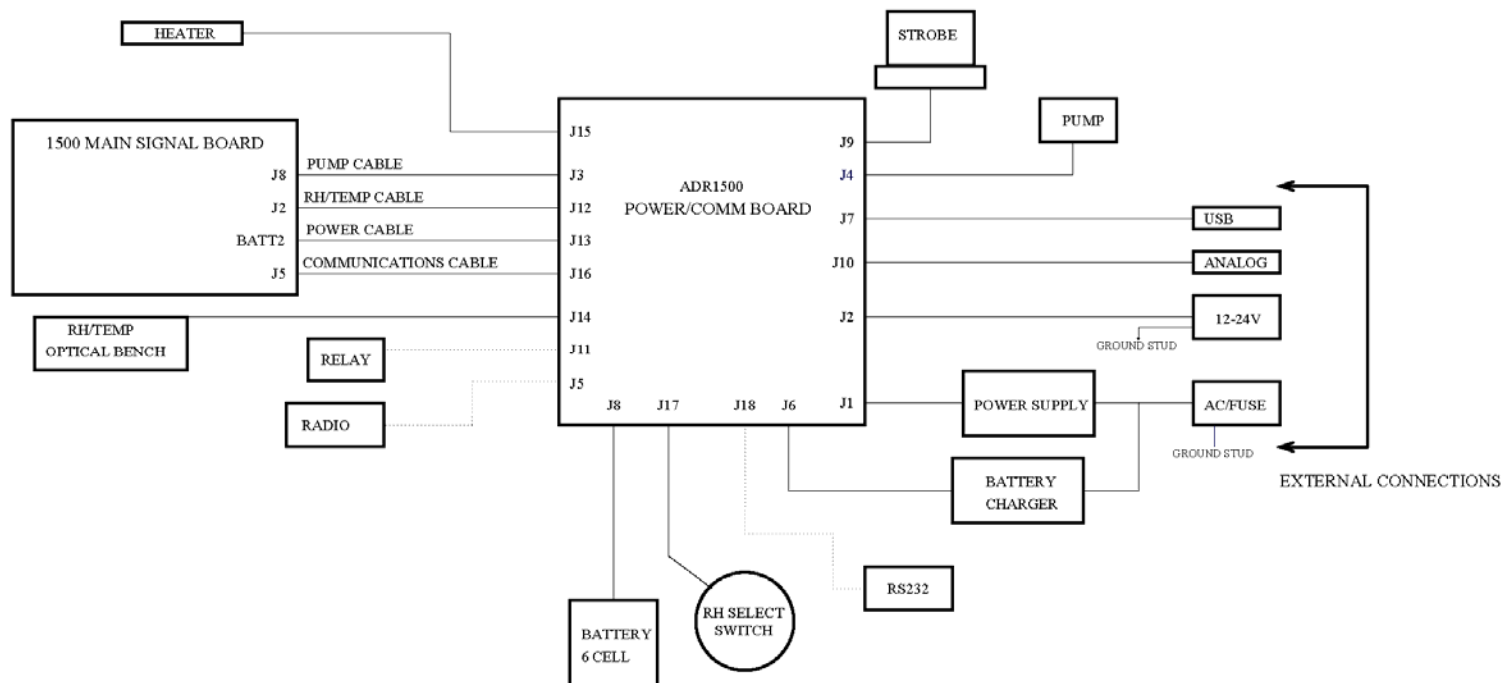 HEATER
STROBE
PUMP
1500 MAIN SIGNAL BOARD
J8
J2
BATT2
J5
PUMP CABLE
RH/TEMP CABLE
POWER CABLE
COMMUNICATIONS CABLE
RH/TEMP
OPTICAL BENCH
RELAY
RADIO
J15
J3
J12
J13
J16
J14
J11
J5
ADR1500
POWER/COMM BOARD
J9
J4
J7
J10
J2
J1
J8
J17
J18
J6
USB
ANALOG
12-24V
GROUND STUD
POWER SUPPLY
AC/FUSE
GROUND STUD
BATTERY
CHARGER
EXTERNAL CONNECTIONS
RS232
RH SELECT
SWITCH
BATTERY
6 CELL